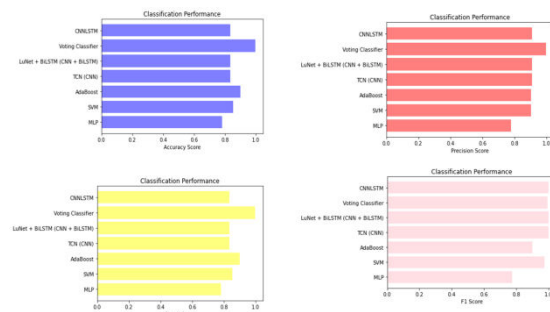 Classification Performance
CNNLSTM
Voting Classifier
LuNet + BiLSTM (CNN + BiLSTM)
TCN (CNN)
AdaBoost
SVM
MLP
0.0 0.2 0.4 0.6 0.8 1.0
Accuracy Score
Classification Performance
CNNLSTM
Voting Classifier
LuNet + BiLSTM (CNN + BiLSTM)
TCN (CNN)
AdaBoost
SVM
MLP
0.0 0.2 0.4 0.6 0.8 1.0
Precision Score
Classification Performance
CNNLSTM
Voting Classifier
LuNet + BiLSTM (CNN + BiLSTM)
TCN (CNN)
AdaBoost
SVM
MLP
0.0 0.2 0.4 0.6 0.8 1.0
Classification Performance
CNNLSTM
Voting Classifier
LuNet + BiLSTM (CNN + BiLSTM)
TCN (CNN)
AdaBoost
SVM
MLP
0.0 0.2 0.4 0.6 0.8 1.0
F1 Score